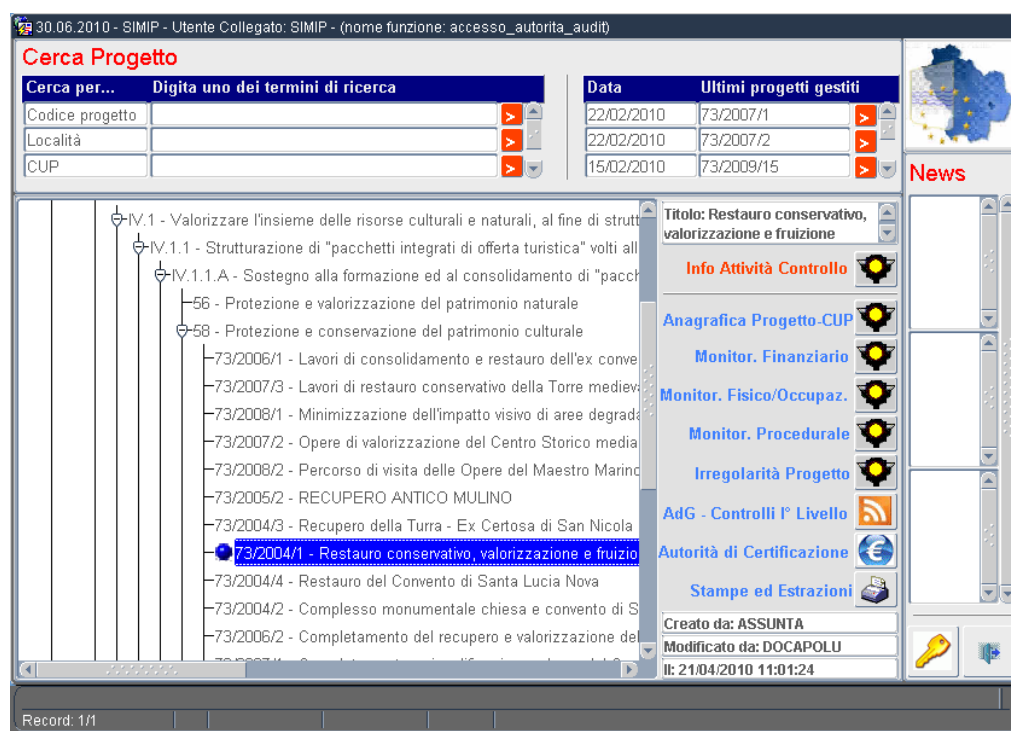 30.06.2010 - SIMIP - Utente Collegato: SIMIP - (nome funzione: accesso_autorita_audit)
Cerca Progetto
Cerca per... Digita uno dei termini di ricerca
Codice progetto
Località
CUP
Data Ultimi progetti gestiti
22/02/2010 73/2007/1
22/02/2010 73/2007/2
15/02/2010 73/2009/15
News
IV.1 - Valorizzare l'insieme delle risorse culturali e naturali, al fine di strutt
IV.1.1 - Strutturazione di "pacchetti integrati di offerta turistica" volti all
IV.1.1.A - Sostegno alla formazione ed al consolidamento di "pacch
56 - Protezione e valorizzazione del patrimonio naturale
58 - Protezione e conservazione del patrimonio culturale
73/2006/1 - Lavori di consolidamento e restauro dell'ex conve
73/2007/3 - Lavori di restauro conservativo della Torre mediev
73/2008/1 - Minimizzazione dell'impatto visivo di aree degrada
73/2007/2 - Opere di valorizzazione del Centro Storico media
73/2008/2 - Percorso di visita delle Opere del Maestro Marino
73/2005/2 - RECUPERO ANTICO MULINO
73/2004/3 - Recupero della Turra - Ex Certosa di San Nicola
73/2004/1 - Restauro conservativo, valorizzazione e fruizio
73/2004/4 - Restauro del Convento di Santa Lucia Nova
73/2004/2 - Complesso monumentale chiesa e convento di S
73/2006/2 - Completamento del recupero e valorizzazione del
Titolo: Restauro conservativo,
valorizzazione e fruizione
Info Attività Controllo
Anagrafica Progetto-CUP
Monitor. Finanziario
Monitor. Fisico/Occupaz.
Monitor. Procedurale
Irregolarità Progetto
AdG - Controlli I° Livello
Autorità di Certificazione
Stampe ed Estrazioni
Creato da: ASSUNTA
Modificato da: DOCAPOLU
Il: 21/04/2010 11:01:24
Record: 1/1